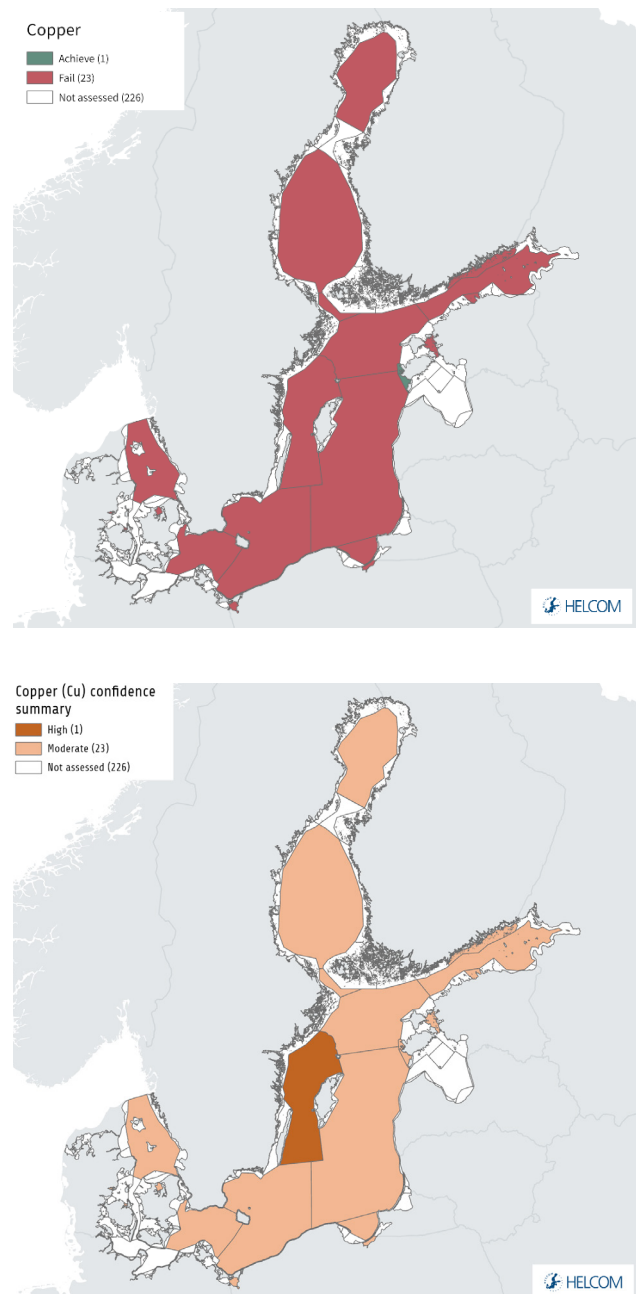 Copper
Achieve (1)
Fail (23)
Not assessed (226)
HELCOM
Copper (Cu) confidence
summary
High (1)
Moderate (23)
Not assessed (226)
HELCOM